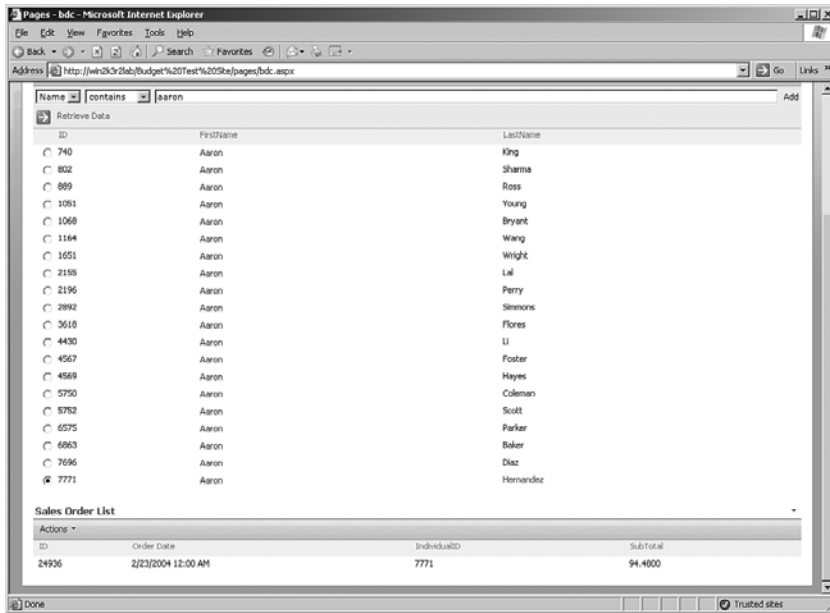 Pages - bdc - Microsoft Internet Explorer
File Edit View Favorites Tools Help
Back Search Favorites
Address http://win2k3r2lab/Budget%20Test%20Site/pages/bdc.aspx Go Links »
Name contains aaron Add
Retrieve Data
ID FirstName LastName
740 Aaron King
802 Aaron Sharma
889 Aaron Ross
1051 Aaron Young
1068 Aaron Bryant
1164 Aaron Wang
1651 Aaron Wright
2155 Aaron Lal
2196 Aaron Perry
2892 Aaron Simmons
3618 Aaron Flores
4430 Aaron Li
4567 Aaron Foster
4569 Aaron Hayes
5750 Aaron Coleman
5752 Aaron Scott
6575 Aaron Parker
6863 Aaron Baker
7696 Aaron Diaz
7771 Aaron Hernandez
Sales Order List
Actions
ID Order Date IndividualID SubTotal
24936 2/23/2004 12:00 AM 7771 94.4800
Done Trusted sites